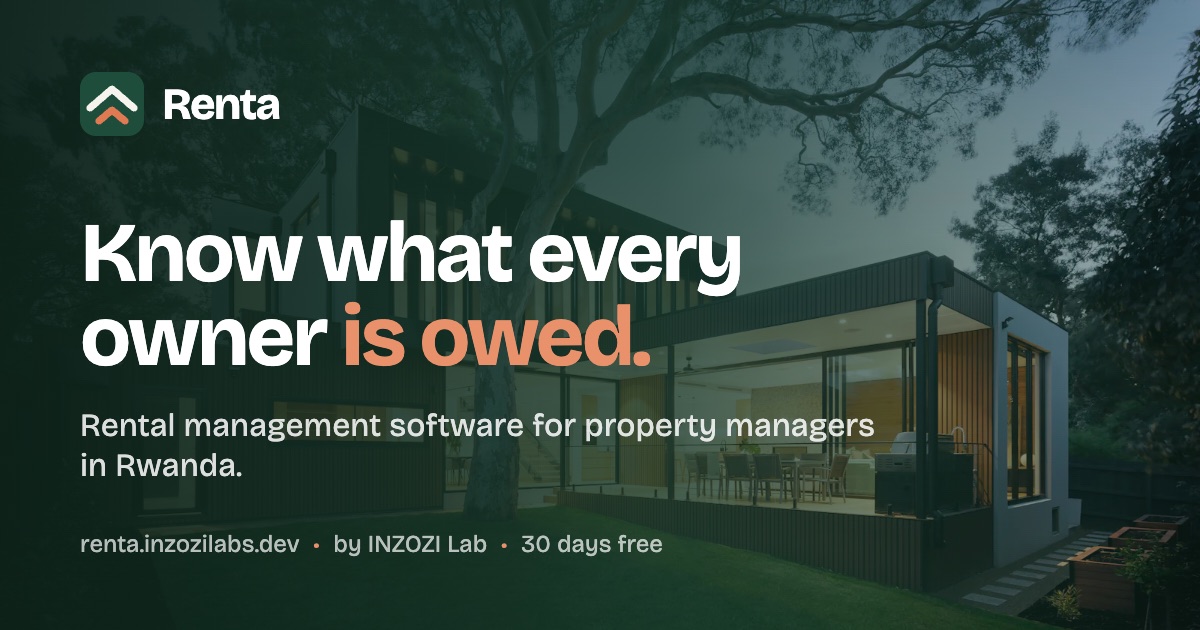 Renta
Know what every
owner is owed.
Rental management software for property managers
in Rwanda.
renta.inzozilabs.dev • by INZOZI Lab • 30 days free